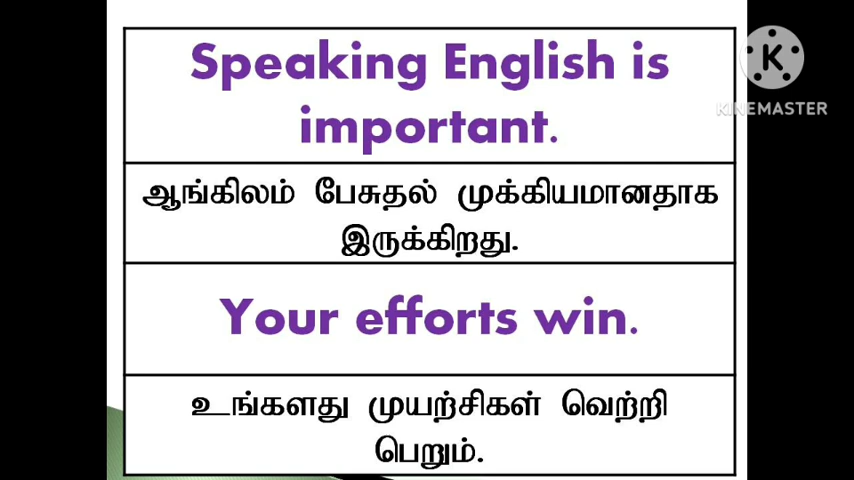 Speaking English is
important.
ஆங்கிலம் பேசுதல் முக்கியமானதாக
இருக்கிறது.
Your efforts win.
உங்களது முயற்சிகள் வெற்றி
பெறும்.
K
KINEMASTER